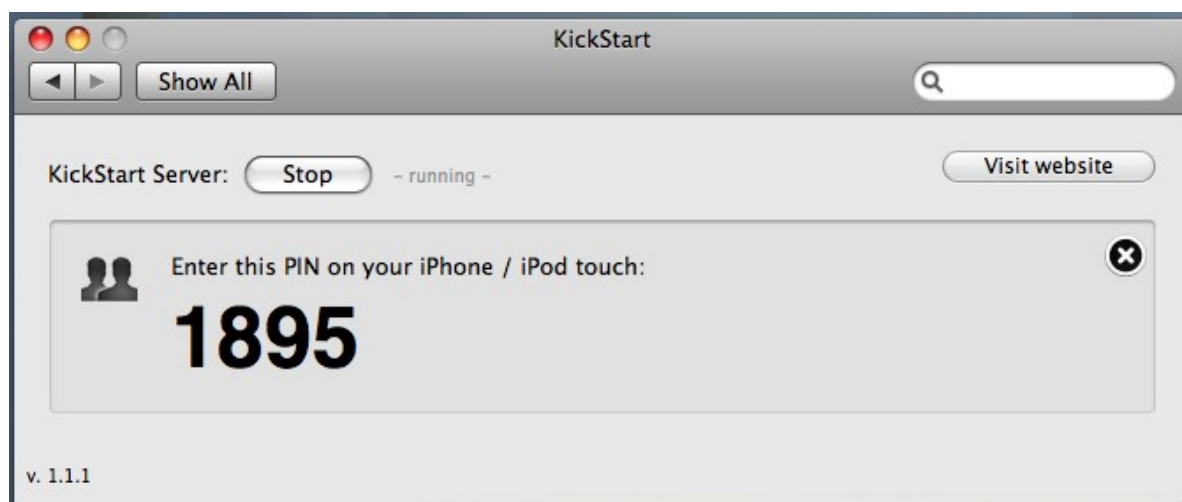 KickStart
Show All
KickStart Server: Stop – running – Visit website
Enter this PIN on your iPhone / iPod touch:
1895
v. 1.1.1